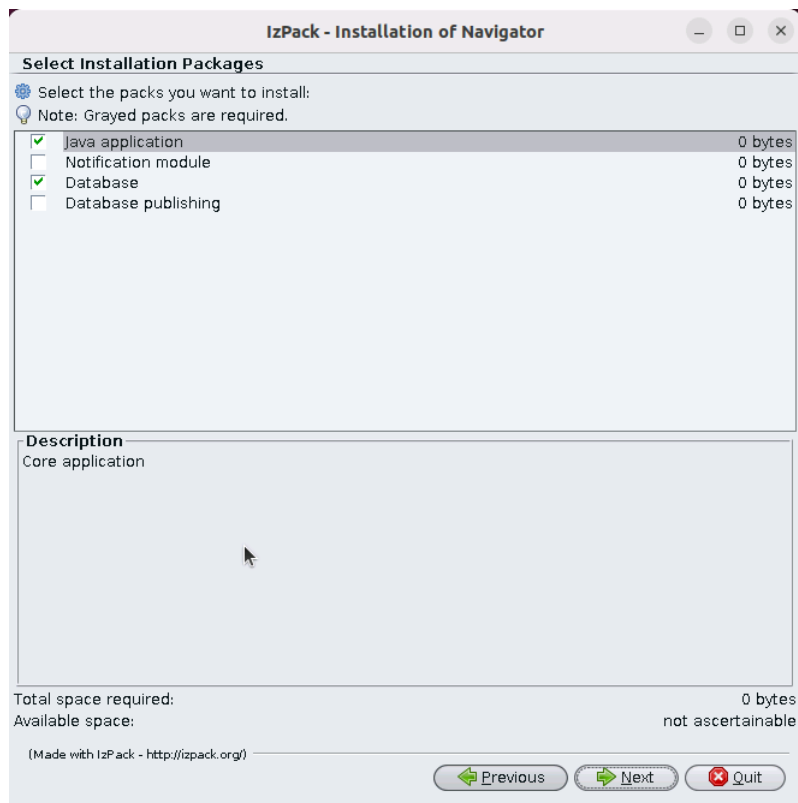 IzPack - Installation of Navigator
Select Installation Packages
Select the packs you want to install:
Note: Grayed packs are required.
Java application 0 bytes
Notification module 0 bytes
Database 0 bytes
Database publishing 0 bytes
Description
Core application
Total space required: 0 bytes
Available space: not ascertainable
(Made with IzPack - http://izpack.org/)
Previous Next Quit